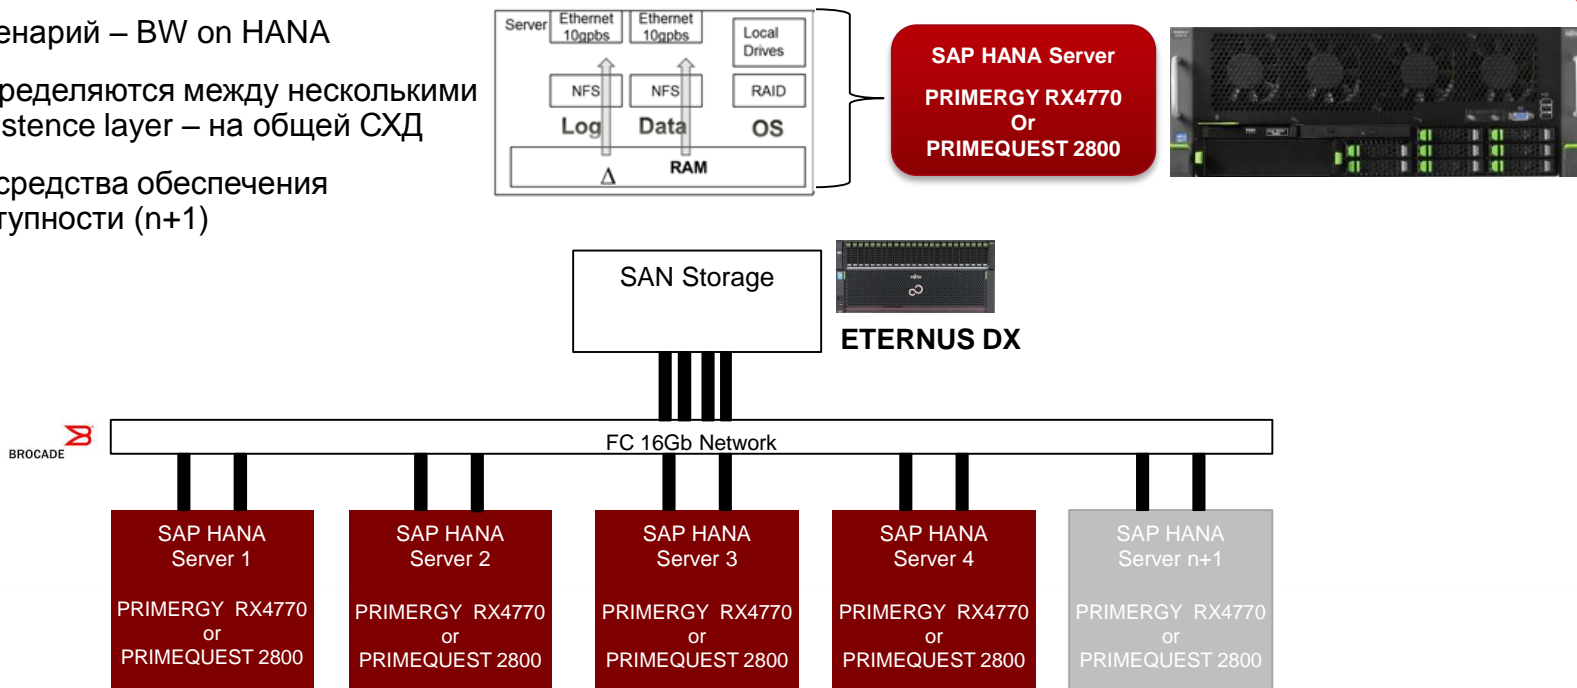 енарий – BW on HANA
ределяются между несколькими
stence layer – на общей СХД
средства обеспечения
тупности (n+1)
Server
Ethernet
10gpbs
Ethernet
10gpbs
Local
Drives
NFS
NFS
RAID
Log
Data
OS
Δ
RAM
SAP HANA Server
PRIMERGY RX4770
Or
PRIMEQUEST 2800
SAN Storage
ETERNUS DX
BROCADE
FC 16Gb Network
SAP HANA
Server 1
PRIMERGY RX4770
or
PRIMEQUEST 2800
SAP HANA
Server 2
PRIMERGY RX4770
or
PRIMEQUEST 2800
SAP HANA
Server 3
PRIMERGY RX4770
or
PRIMEQUEST 2800
SAP HANA
Server 4
PRIMERGY RX4770
or
PRIMEQUEST 2800
SAP HANA
Server n+1
PRIMERGY RX4770
or
PRIMEQUEST 2800